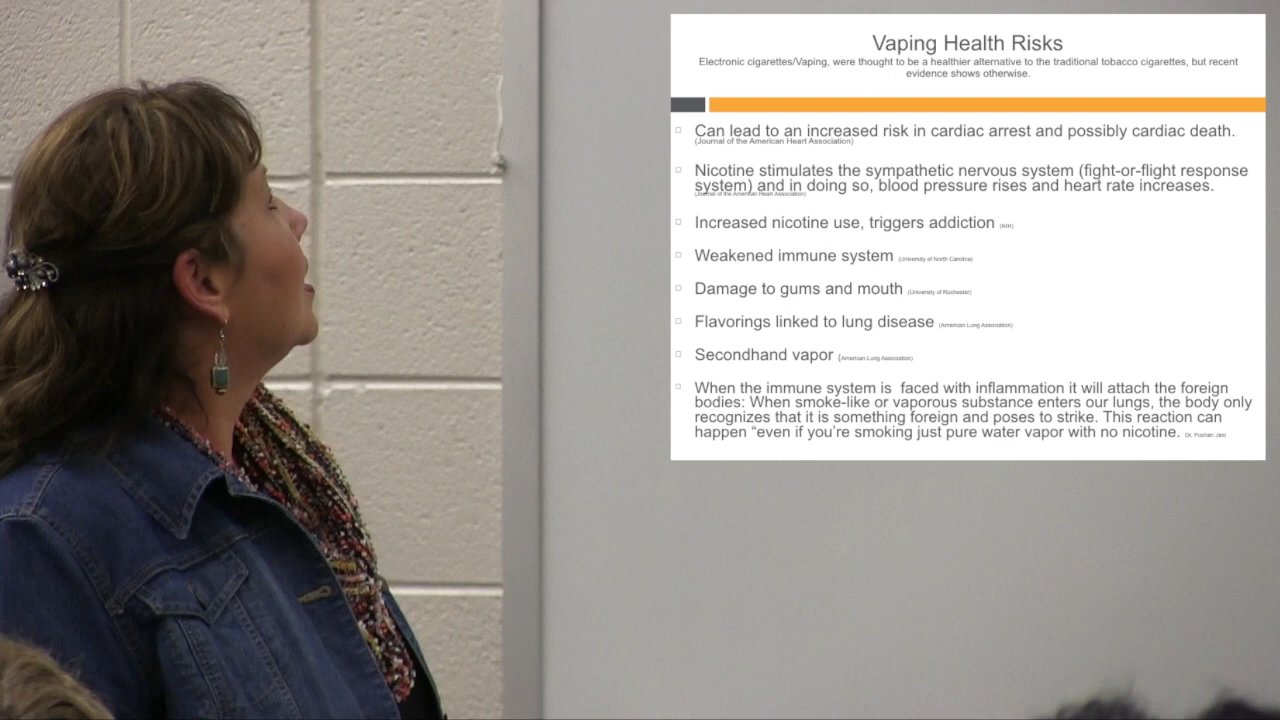 Vaping Health Risks
Electronic cigarettes/Vaping, were thought to be a healthier alternative to the traditional tobacco cigarettes, but recent
evidence shows otherwise.
Can lead to an increased risk in cardiac arrest and possibly cardiac death.
(Journal of the American Heart Association)
Nicotine stimulates the sympathetic nervous system (fight-or-flight response
system) and in doing so, blood pressure rises and heart rate increases.
(Journal of the American Heart Association)
Increased nicotine use, triggers addiction (NIH)
Weakened immune system (University of North Carolina)
Damage to gums and mouth (University of Rochester)
Flavorings linked to lung disease (American Lung Association)
Secondhand vapor (American Lung Association)
When the immune system is faced with inflammation it will attach the foreign
bodies: When smoke-like or vaporous substance enters our lungs, the body only
recognizes that it is something foreign and poses to strike. This reaction can
happen “even if you’re smoking just pure water vapor with no nicotine. Dr. Pushan Jani